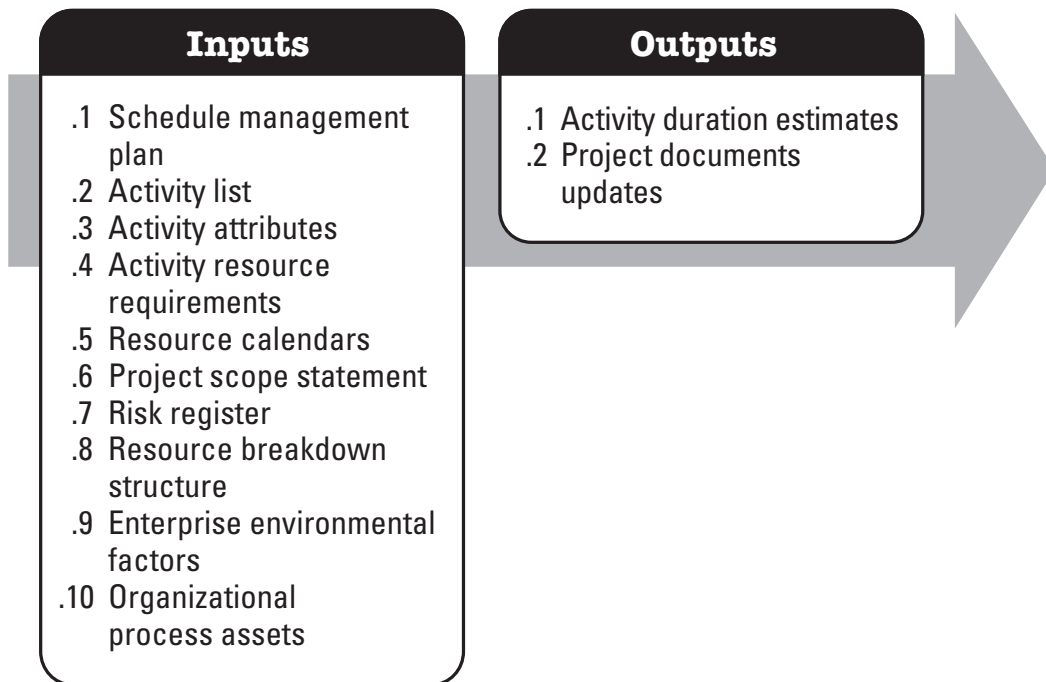 Inputs
.1 Schedule management
plan
.2 Activity list
.3 Activity attributes
.4 Activity resource
requirements
.5 Resource calendars
.6 Project scope statement
.7 Risk register
.8 Resource breakdown
structure
.9 Enterprise environmental
factors
.10 Organizational
process assets
Outputs
.1 Activity duration estimates
.2 Project documents
updates